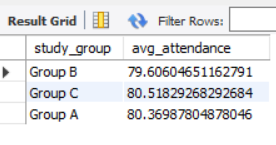 Result Grid Filter Rows:
study_group avg_attendance
Group B 79.60604651162791
Group C 80.51829268292684
Group A 80.36987804878046